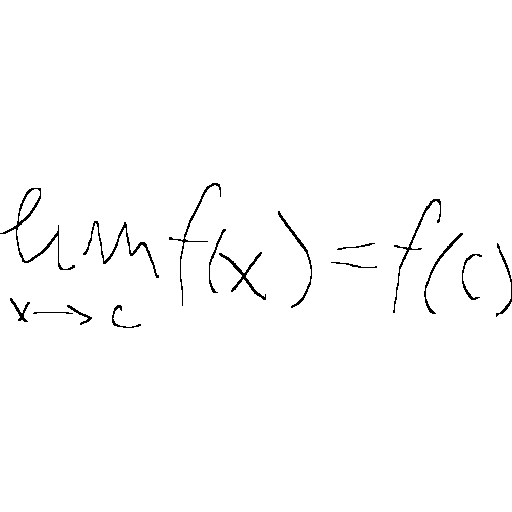 lim f(x) = f(c)
x → c